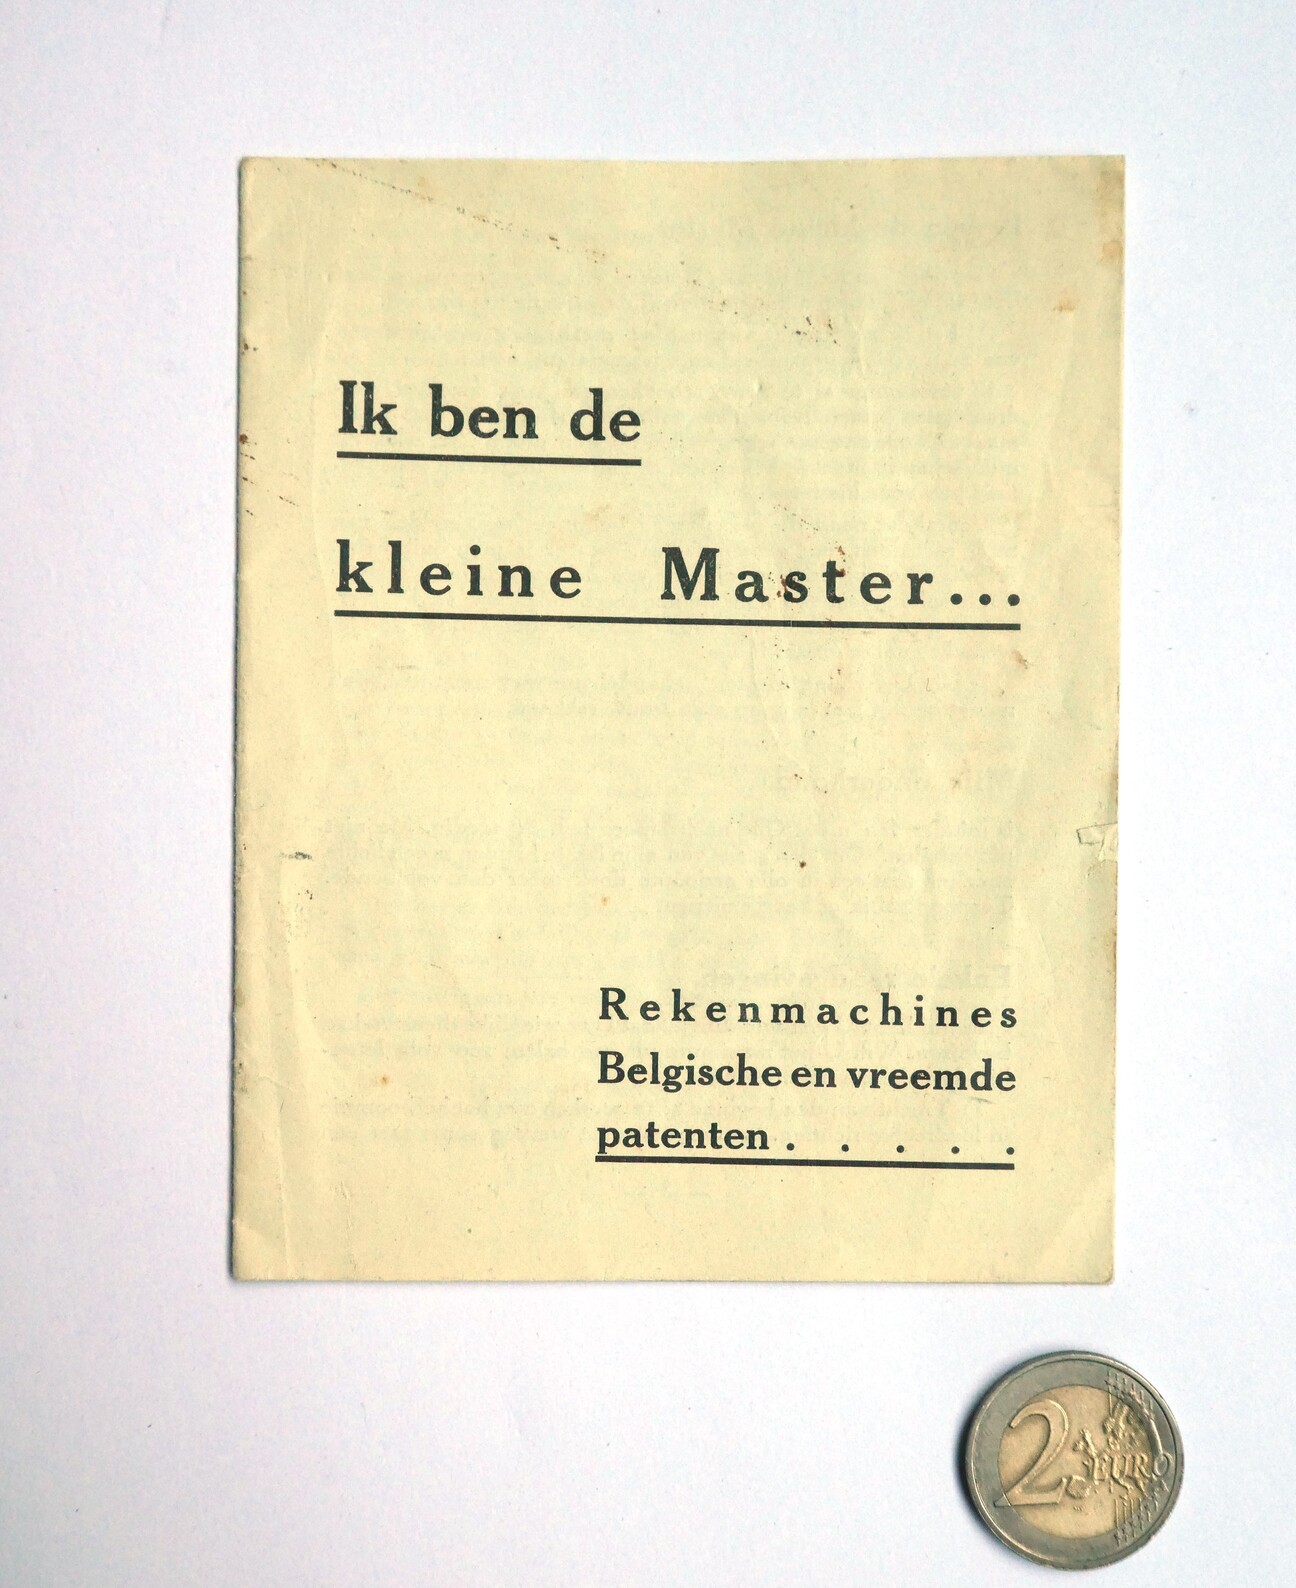 Ik ben de
kleine Master...
Rekenmachines
Belgische en vreemde
patenten . . . . .
2 EURO